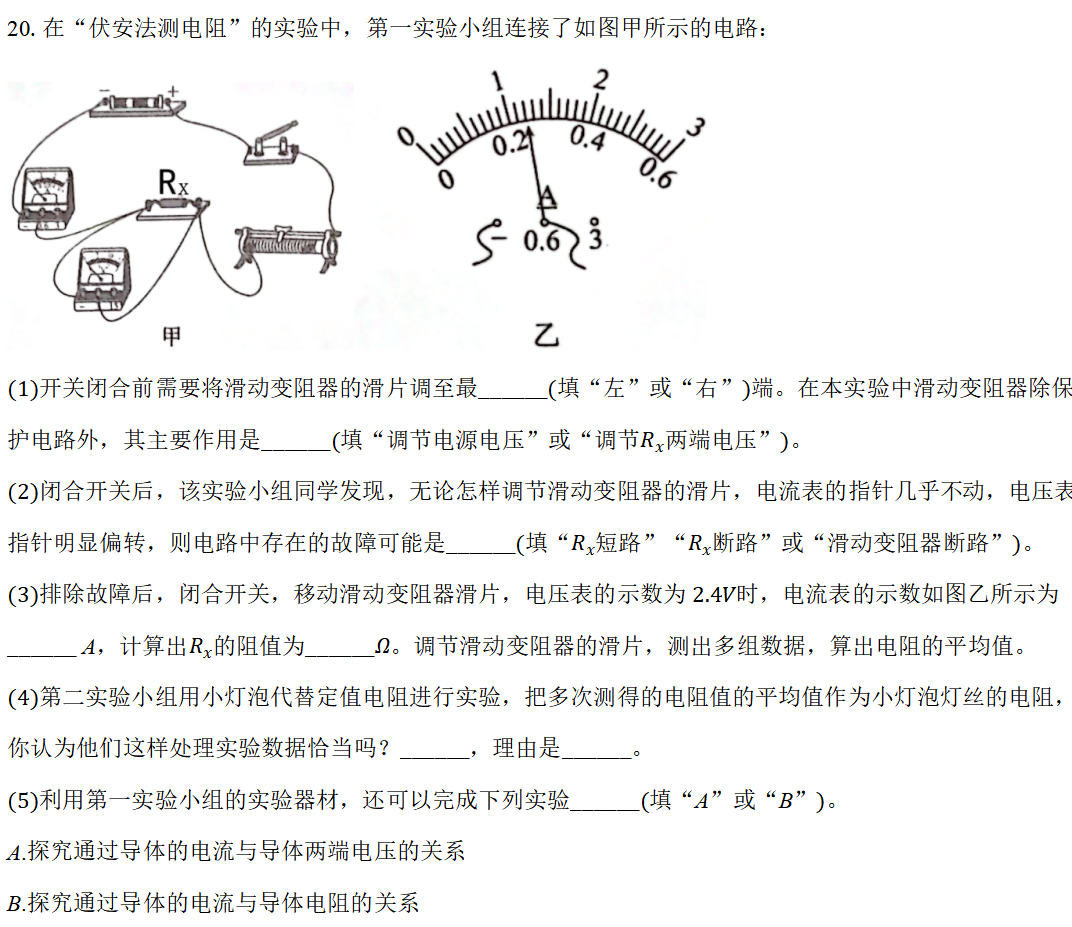 20. 在“伏安法测电阻”的实验中，第一实验小组连接了如图甲所示的电路：
- +
Rx
甲
0 1 2 3
0 0.2 0.4 0.6
A
- 0.6 3
乙
(1)开关闭合前需要将滑动变阻器的滑片调至最______(填“左”或“右”)端。在本实验中滑动变阻器除保
护电路外，其主要作用是______(填“调节电源电压”或“调节Rx两端电压”)。
(2)闭合开关后，该实验小组同学发现，无论怎样调节滑动变阻器的滑片，电流表的指针几乎不动，电压表
指针明显偏转，则电路中存在的故障可能是______(填“Rx短路”“Rx断路”或“滑动变阻器断路”)。
(3)排除故障后，闭合开关，移动滑动变阻器滑片，电压表的示数为 2.4V时，电流表的示数如图乙所示为
______ A，计算出Rx的阻值为______Ω。调节滑动变阻器的滑片，测出多组数据，算出电阻的平均值。
(4)第二实验小组用小灯泡代替定值电阻进行实验，把多次测得的电阻值的平均值作为小灯泡灯丝的电阻，
你认为他们这样处理实验数据恰当吗？______，理由是______。
(5)利用第一实验小组的实验器材，还可以完成下列实验______(填“A”或“B”)。
A.探究通过导体的电流与导体两端电压的关系
B.探究通过导体的电流与导体电阻的关系